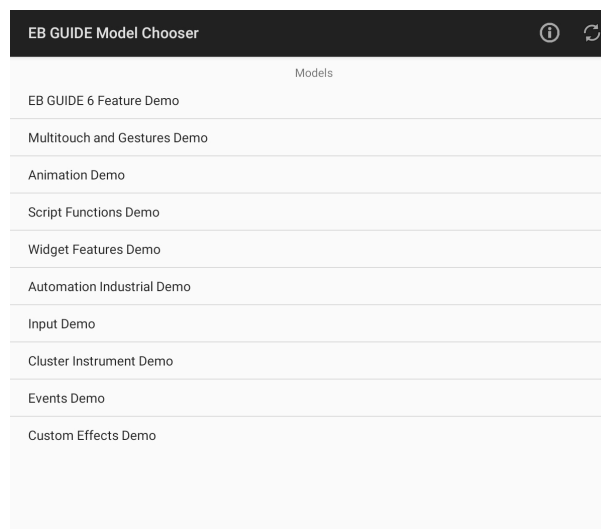 EB GUIDE Model Chooser
Models
EB GUIDE 6 Feature Demo
Multitouch and Gestures Demo
Animation Demo
Script Functions Demo
Widget Features Demo
Automation Industrial Demo
Input Demo
Cluster Instrument Demo
Events Demo
Custom Effects Demo